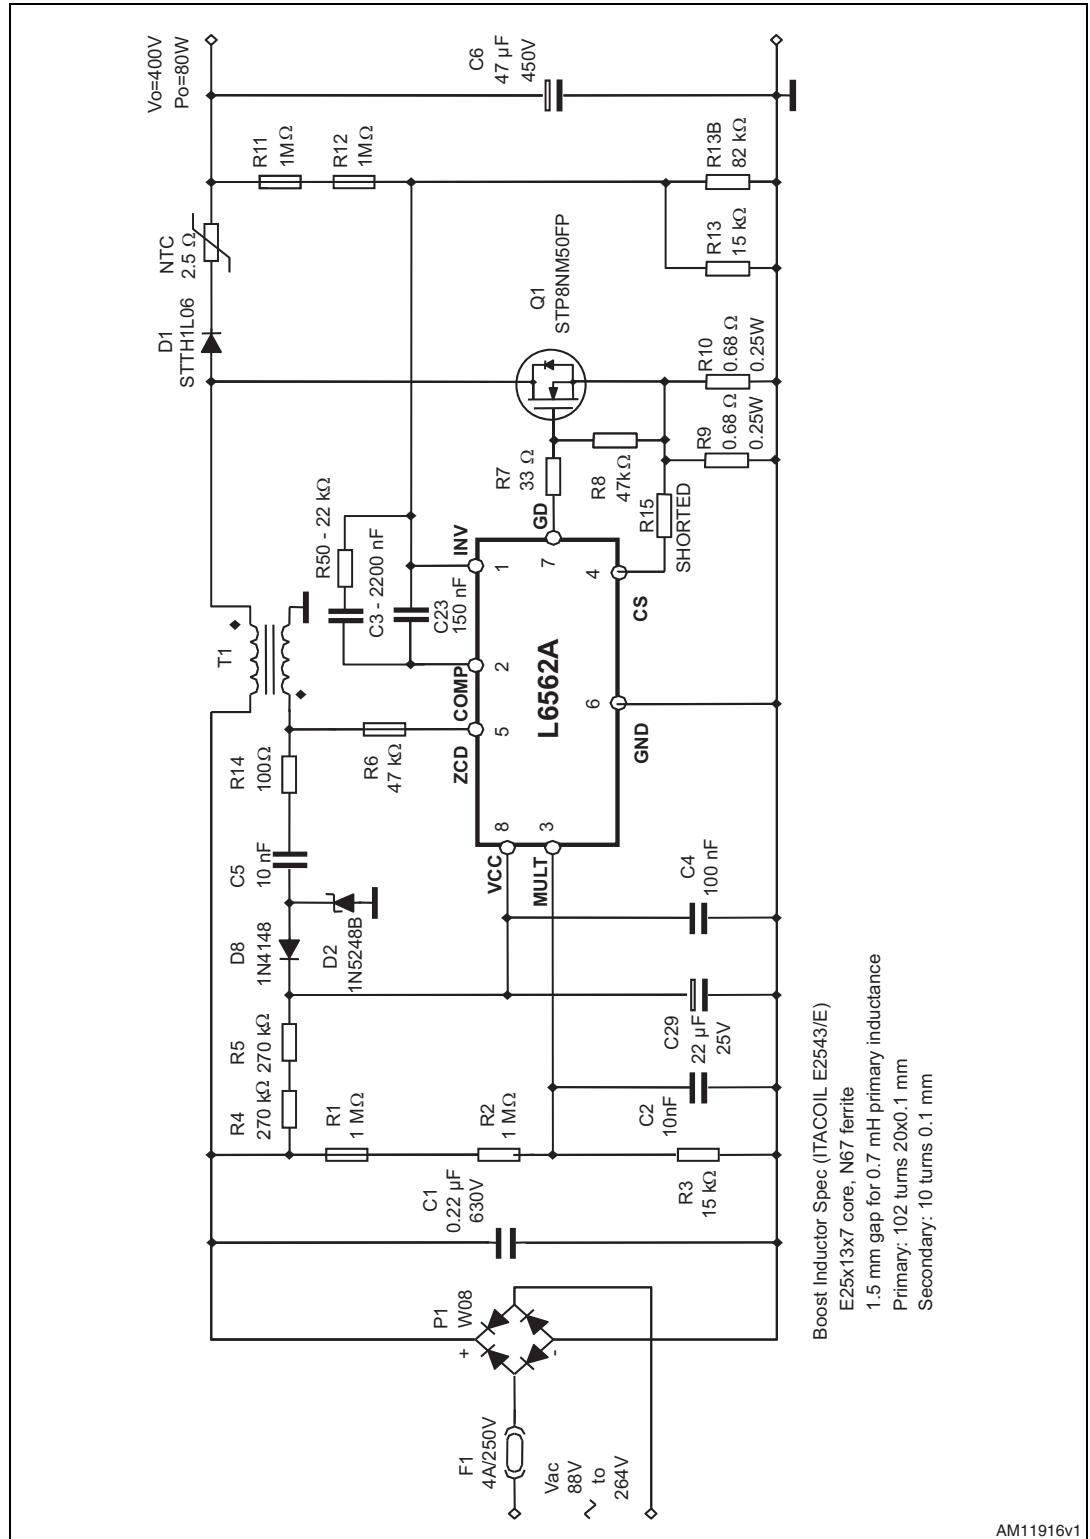 Vo=400V
Po=80W
C6
47 µF
450V
R11
1MΩ
R12
1MΩ
R13B
82 kΩ
R13
15 kΩ
NTC
2.5 Ω
D1
STTH1L06
Q1
STP8NM50FP
R10
0.68 Ω
0.25W
R9
0.68 Ω
0.25W
R7
33 Ω
R8
47kΩ
R15
SHORTED
R50 - 22 kΩ
C3 - 2200 nF
C23
150 nF
T1
INV
1
GD
7
4
CS
COMP
2
ZCD
5
L6562A
6
GND
VCC
8
MULT
3
R6
47 kΩ
R14
100Ω
C5
10 nF
D8
1N4148
D2
1N5248B
C4
100 nF
C29
22 µF
25V
C2
10nF
R5
270 kΩ
R4
270 kΩ
R1
1 MΩ
R2
1 MΩ
R3
15 kΩ
C1
0.22 µF
630V
P1
W08
+
-
F1
4A/250V
Vac
88V
~ to
264V
Boost Inductor Spec (ITACOIL E2543/E)
E25x13x7 core, N67 ferrite
1.5 mm gap for 0.7 mH primary inductance
Primary: 102 turns 20x0.1 mm
Secondary: 10 turns 0.1 mm
AM11916v1